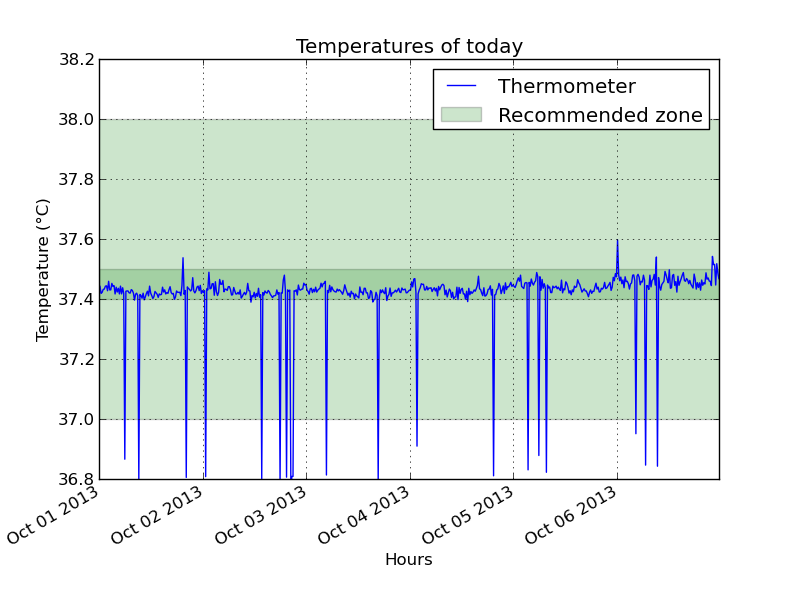 Temperatures of today
Thermometer
Recommended zone
38.2
38.0
37.8
37.6
37.4
37.2
37.0
36.8
Temperature (°C)
Oct 01 2013
Oct 02 2013
Oct 03 2013
Oct 04 2013
Oct 05 2013
Oct 06 2013
Hours